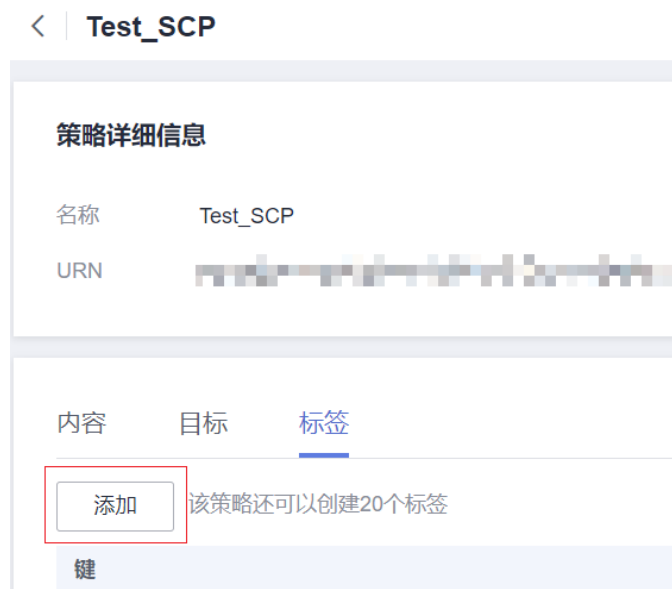 Test_SCP
策略详细信息
名称 Test_SCP
URN
内容 目标 标签
添加 该策略还可以创建20个标签
键